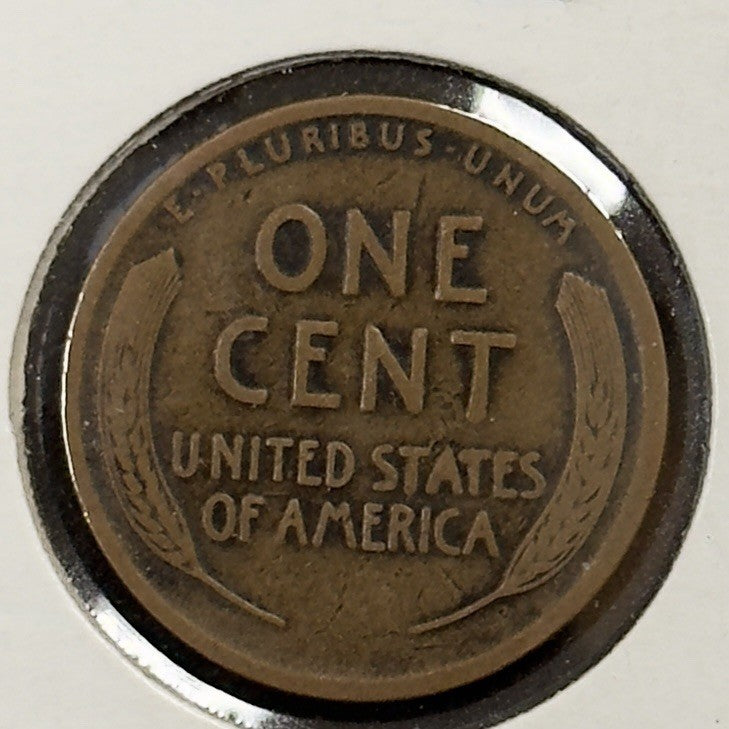 E·PLURIBUS·UNUM
ONE
CENT
UNITED STATES
OF AMERICA